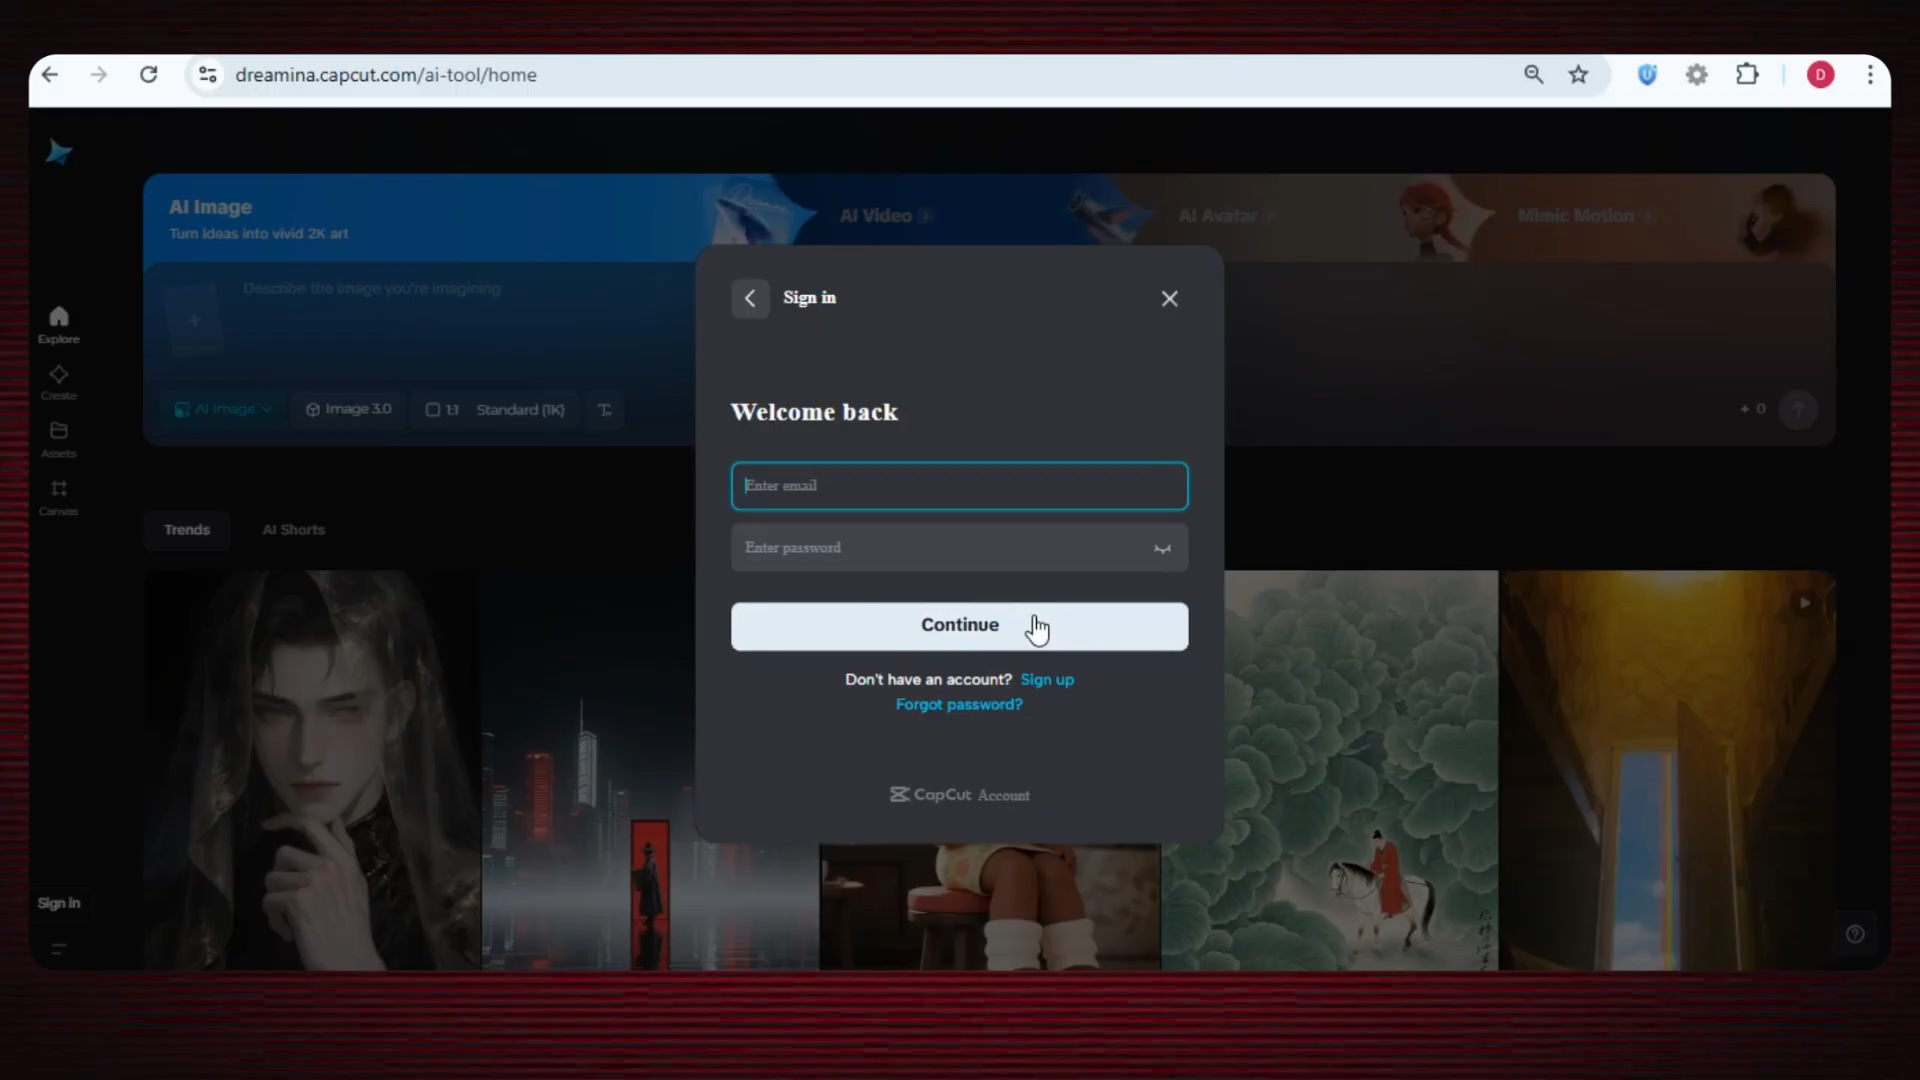 dreamina.capcut.com/ai-tool/home
D
AI Image
Turn ideas into vivid 2K art
AI Video
AI Avatar
Mimic Motion
Describe the image you're imagining
AI Image
Image 3.0
1:1
Standard (1K)
0
Explore
Create
Assets
Canvas
Trends
AI Shorts
Sign in
Welcome back
Enter email
Enter password
Continue
Don't have an account? Sign up
Forgot password?
CapCut Account
Sign in